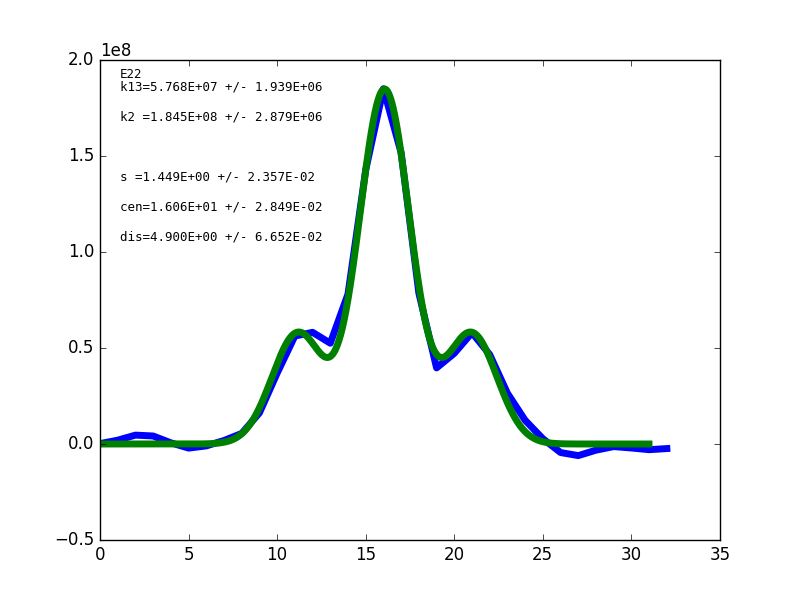 1e8
2.0
E22
k13=5.768E+07 +/- 1.939E+06
k2 =1.845E+08 +/- 2.879E+06
1.5
s =1.449E+00 +/- 2.357E-02
cen=1.606E+01 +/- 2.849E-02
dis=4.900E+00 +/- 6.652E-02
1.0
0.5
0.0
−0.5
0 5 10 15 20 25 30 35